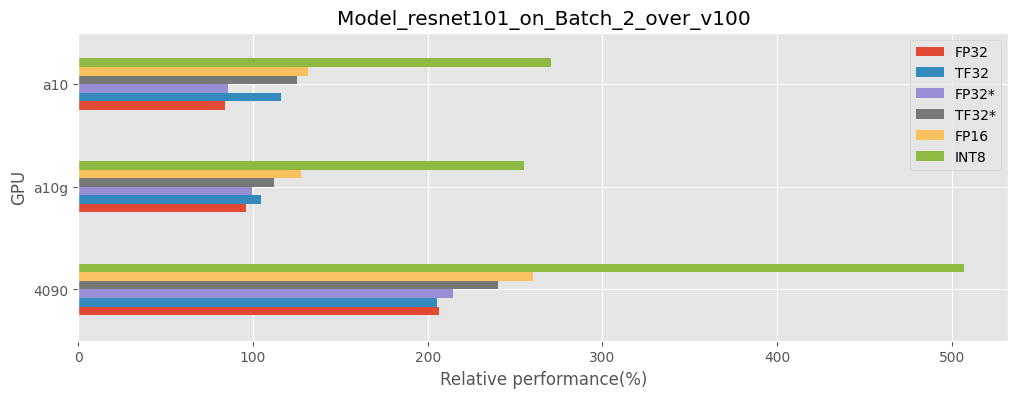 Model_resnet101_on_Batch_2_over_v100
FP32
TF32
FP32*
TF32*
FP16
INT8
a10
a10g
4090
GPU
0 100 200 300 400 500
Relative performance(%)